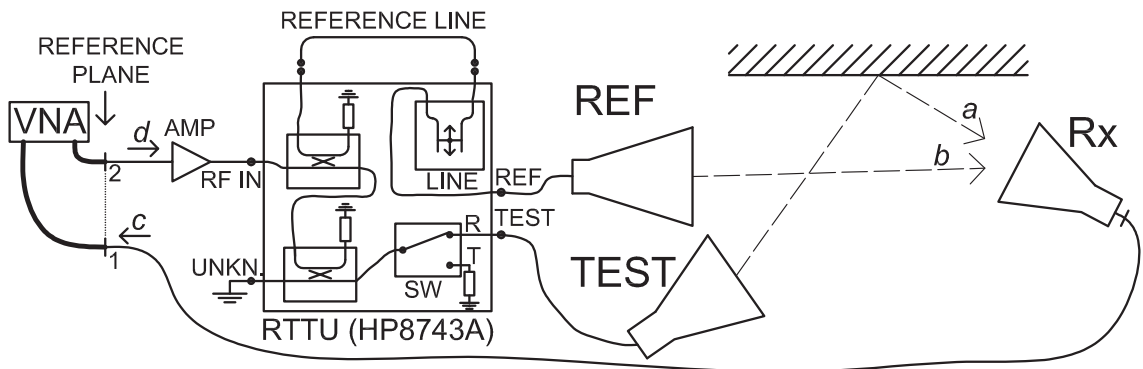 REFERENCE LINE
REFERENCE
PLANE
VNA
d
AMP
2
RF IN
c
1
UNKN.
LINE
REF
TEST
R
T
SW
RTTU (HP8743A)
REF
TEST
a
b
Rx